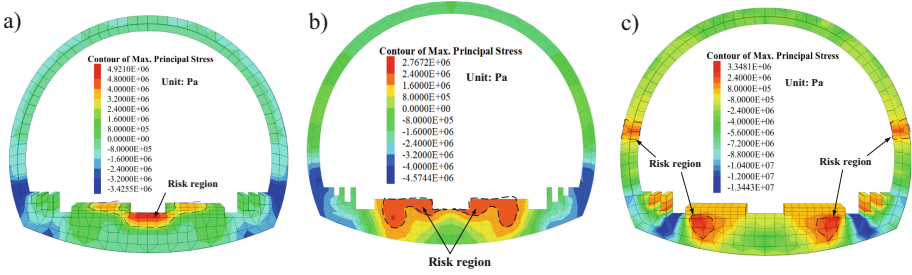 a)
Contour of Max. Principal Stress
4.9210E+06
4.8000E+06
4.0000E+06
3.2000E+06
2.4000E+06
1.6000E+06
8.0000E+05
0.0000E+00
-8.0000E+05
-1.6000E+06
-2.4000E+06
-3.2000E+06
-3.4255E+06
Unit: Pa
Risk region
b)
Contour of Max. Principal Stress
2.7672E+06
2.4000E+06
1.6000E+06
8.0000E+05
0.0000E+00
-8.0000E+05
-1.6000E+06
-2.4000E+06
-3.2000E+06
-4.0000E+06
-4.5744E+06
Unit: Pa
Risk region
c)
Contour of Max. Principal Stress
3.3481E+06
2.4000E+06
8.0000E+05
-8.0000E+05
-2.4000E+06
-4.0000E+06
-5.6000E+06
-7.2000E+06
-8.8000E+06
-1.0400E+07
-1.2000E+07
-1.3443E+07
Unit: Pa
Risk region
Risk region